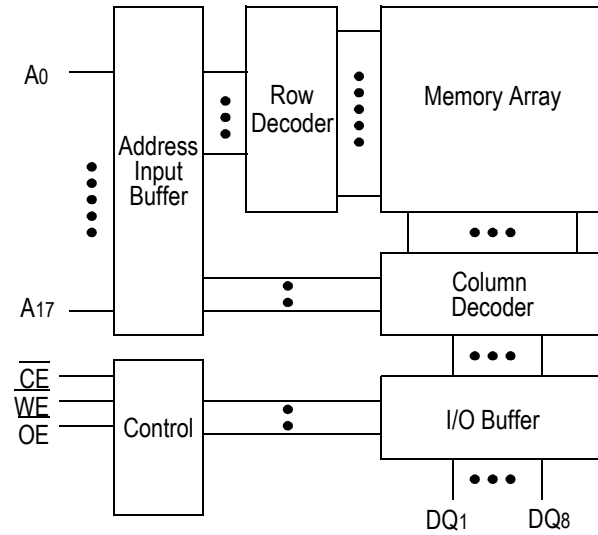 A0
A17
Address
Input
Buffer
Row
Decoder
Memory Array
Column
Decoder
CE
WE
OE
Control
I/O Buffer
DQ1
DQ8